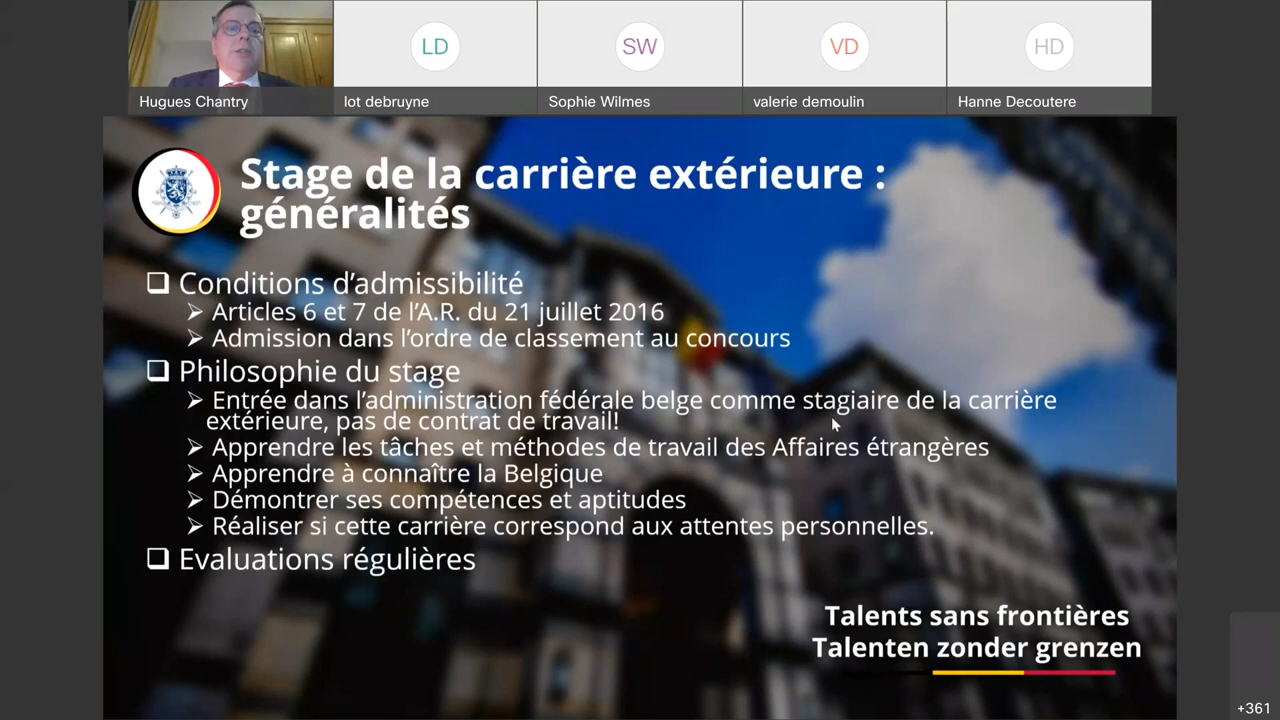 LD
SW
VD
HD
Hugues Chantry
lot debruyne
Sophie Wilmes
valerie demoulin
Hanne Decoutere
Stage de la carrière extérieure :
généralités
❑ Conditions d’admissibilité
➢ Articles 6 et 7 de l’A.R. du 21 juillet 2016
➢ Admission dans l’ordre de classement au concours
❑ Philosophie du stage
➢ Entrée dans l’administration fédérale belge comme stagiaire de la carrière
extérieure, pas de contrat de travail!
➢ Apprendre les tâches et méthodes de travail des Affaires étrangères
➢ Apprendre à connaître la Belgique
➢ Démontrer ses compétences et aptitudes
➢ Réaliser si cette carrière correspond aux attentes personnelles.
❑ Evaluations régulières
Talents sans frontières
Talenten zonder grenzen
+361